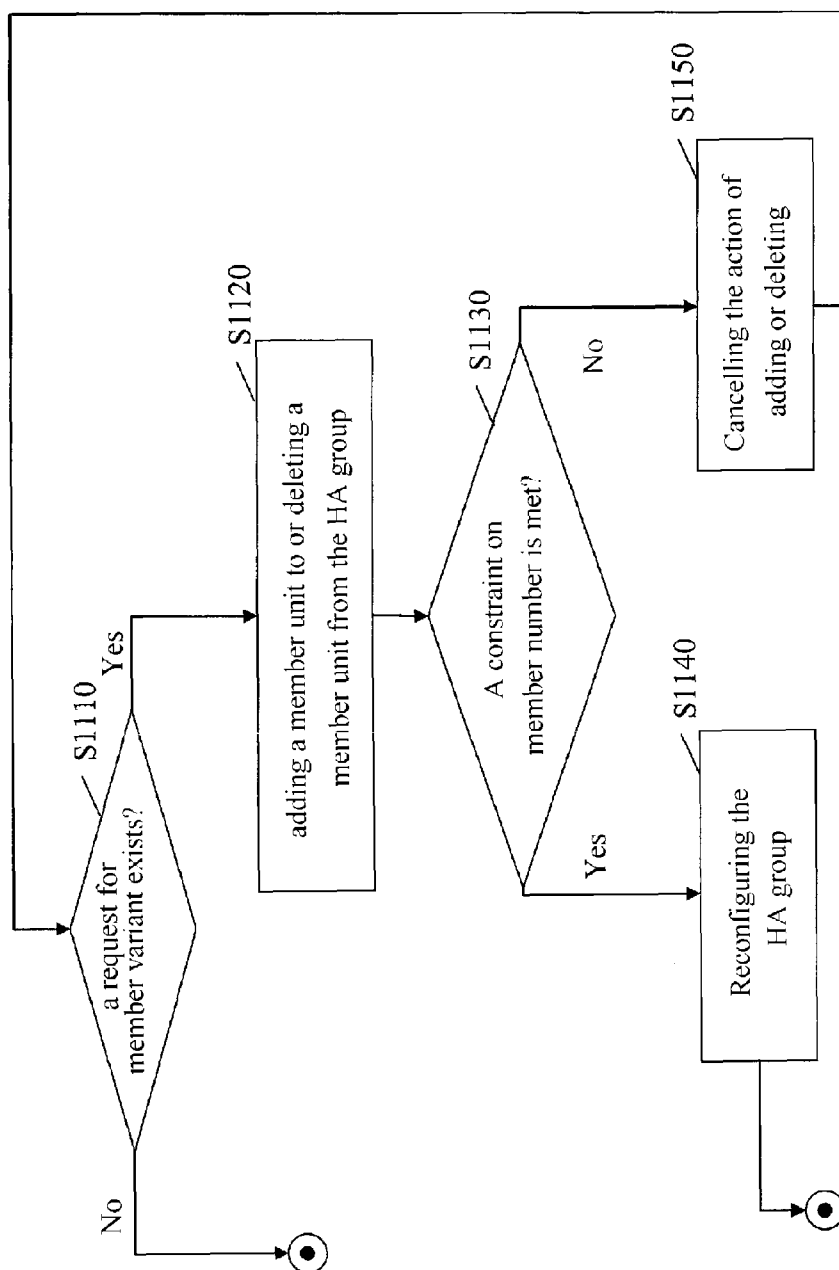 S1110
a request for
member variant exists?
Yes
No
S1120
adding a member unit to or deleting a
member unit from the HA group
S1130
A constraint on
member number is met?
Yes
No
S1140
Reconfiguring the
HA group
S1150
Cancelling the action of
adding or deleting